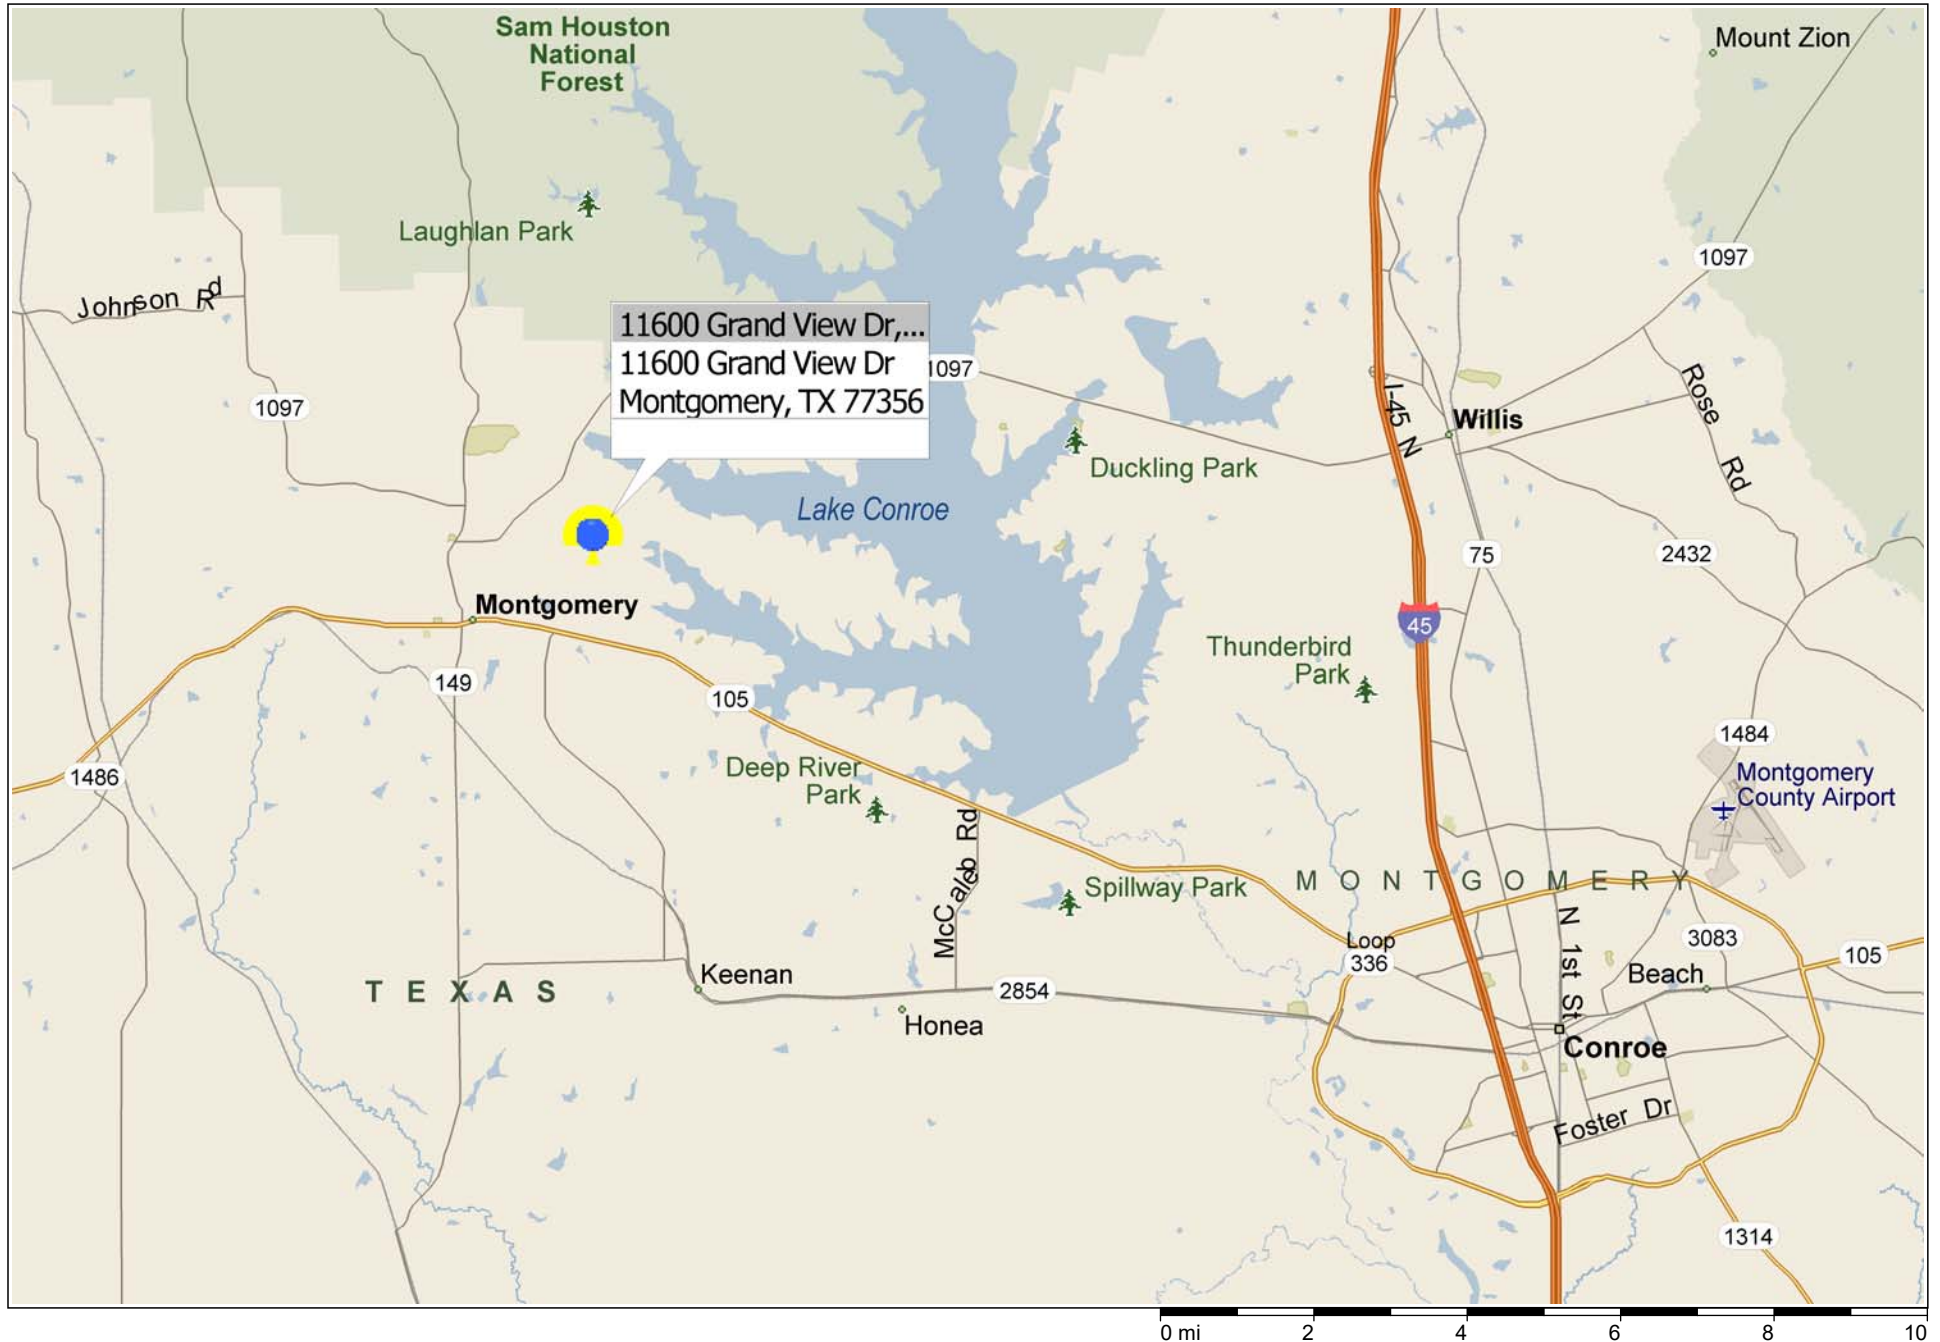 Sam Houston
National
Forest
Mount Zion
Laughlan Park
1097
Johnson Rd
11600 Grand View Dr,...
11600 Grand View Dr
Montgomery, TX 77356
1097
1097
Rose Rd
I-45 N
Willis
Duckling Park
Lake Conroe
75
2432
Montgomery
45
Thunderbird
Park
149
105
1484
1486
Deep River
Park
Montgomery
County Airport
McCaleb Rd
Spillway Park
MONTGOMERY
N 1st St
Loop
336
3083
105
Keenan
Beach
TEXAS
2854
Honea
Conroe
Foster Dr
1314
0 mi 2 4 6 8 10